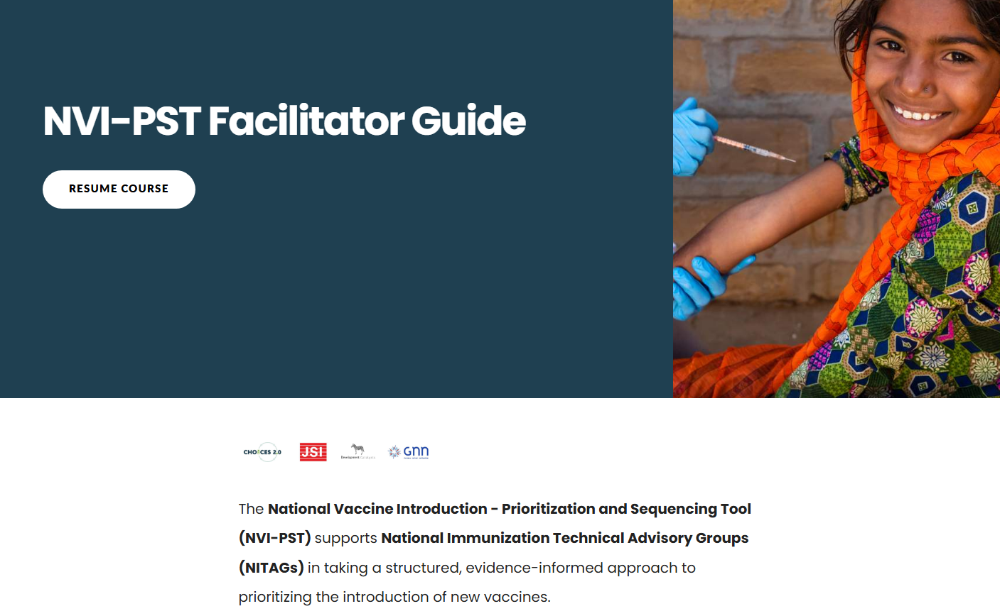 NVI-PST Facilitator Guide
RESUME COURSE
CHOICES 2.0
JSI
Development Catalysts
GNN
The National Vaccine Introduction - Prioritization and Sequencing Tool
(NVI-PST) supports National Immunization Technical Advisory Groups
(NITAGs) in taking a structured, evidence-informed approach to
prioritizing the introduction of new vaccines.